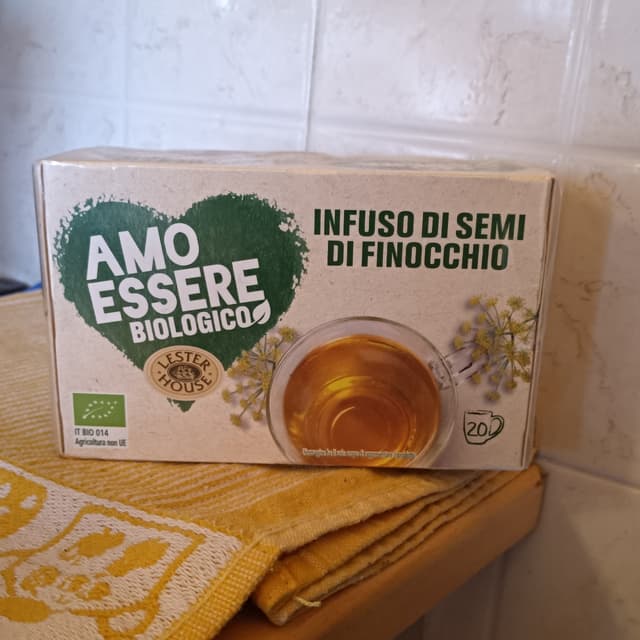 AMO
ESSERE
BIOLOGICO
LESTER
HOUSE
INFUSO DI SEMI
DI FINOCCHIO
IT BIO 014
Agricoltura non UE
20